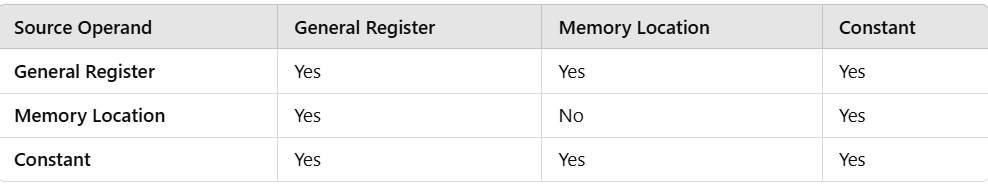 Source Operand General Register Memory Location Constant
General Register Yes Yes Yes
Memory Location Yes No Yes
Constant Yes Yes Yes